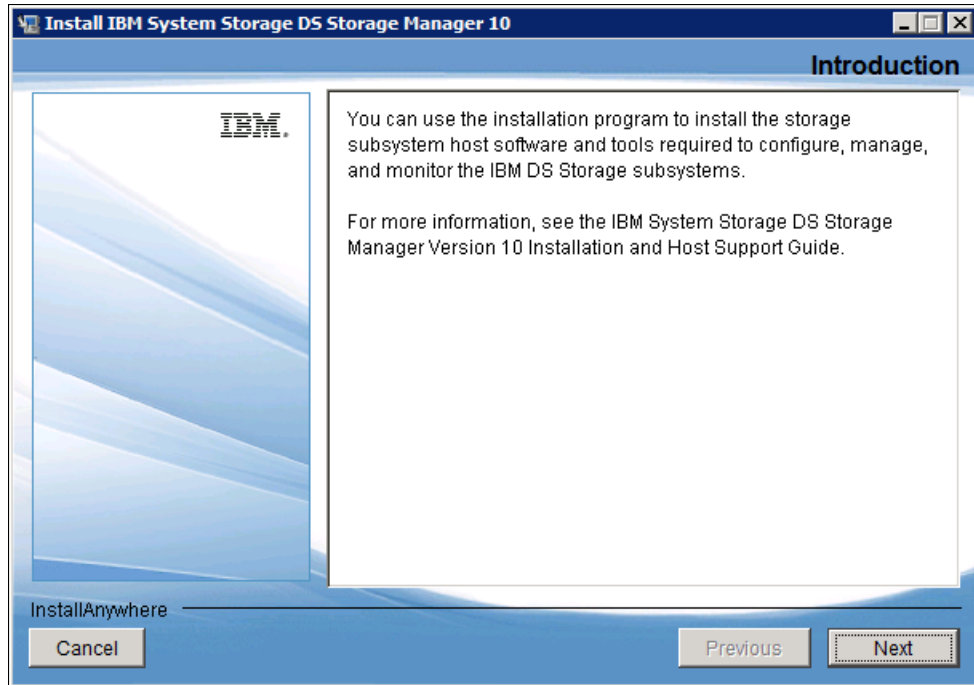 Install IBM System Storage DS Storage Manager 10
Introduction
IBM.
You can use the installation program to install the storage
subsystem host software and tools required to configure, manage,
and monitor the IBM DS Storage subsystems.
For more information, see the IBM System Storage DS Storage
Manager Version 10 Installation and Host Support Guide.
InstallAnywhere
Cancel
Previous
Next